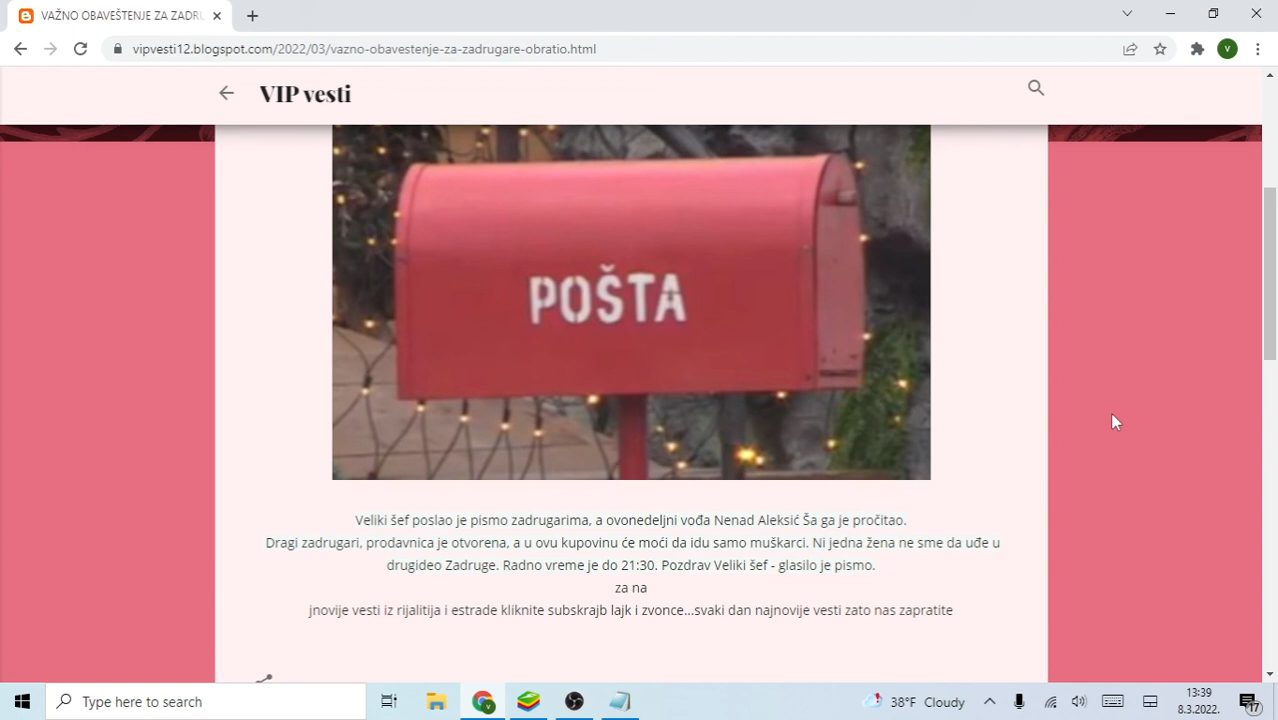 VAŽNO OBAVEŠTENJE ZA ZADRU
vipvesti12.blogspot.com/2022/03/vazno-obavestenje-za-zadrugare-obratio.html
V
VIP vesti
POŠTA
Veliki šef poslao je pismo zadrugarima, a ovonedeljni vođa Nenad Aleksić Ša ga je pročitao.
Dragi zadrugari, prodavnica je otvorena, a u ovu kupovinu će moći da idu samo muškarci. Ni jedna žena ne sme da uđe u
drugideo Zadruge. Radno vreme je do 21:30. Pozdrav Veliki šef - glasilo je pismo.
za na
jnovije vesti iz rijalitija i estrade kliknite subskrajb lajk i zvonce...svaki dan najnovije vesti zato nas zapratite
Type here to search
38°F Cloudy
13:39
8.3.2022.
17